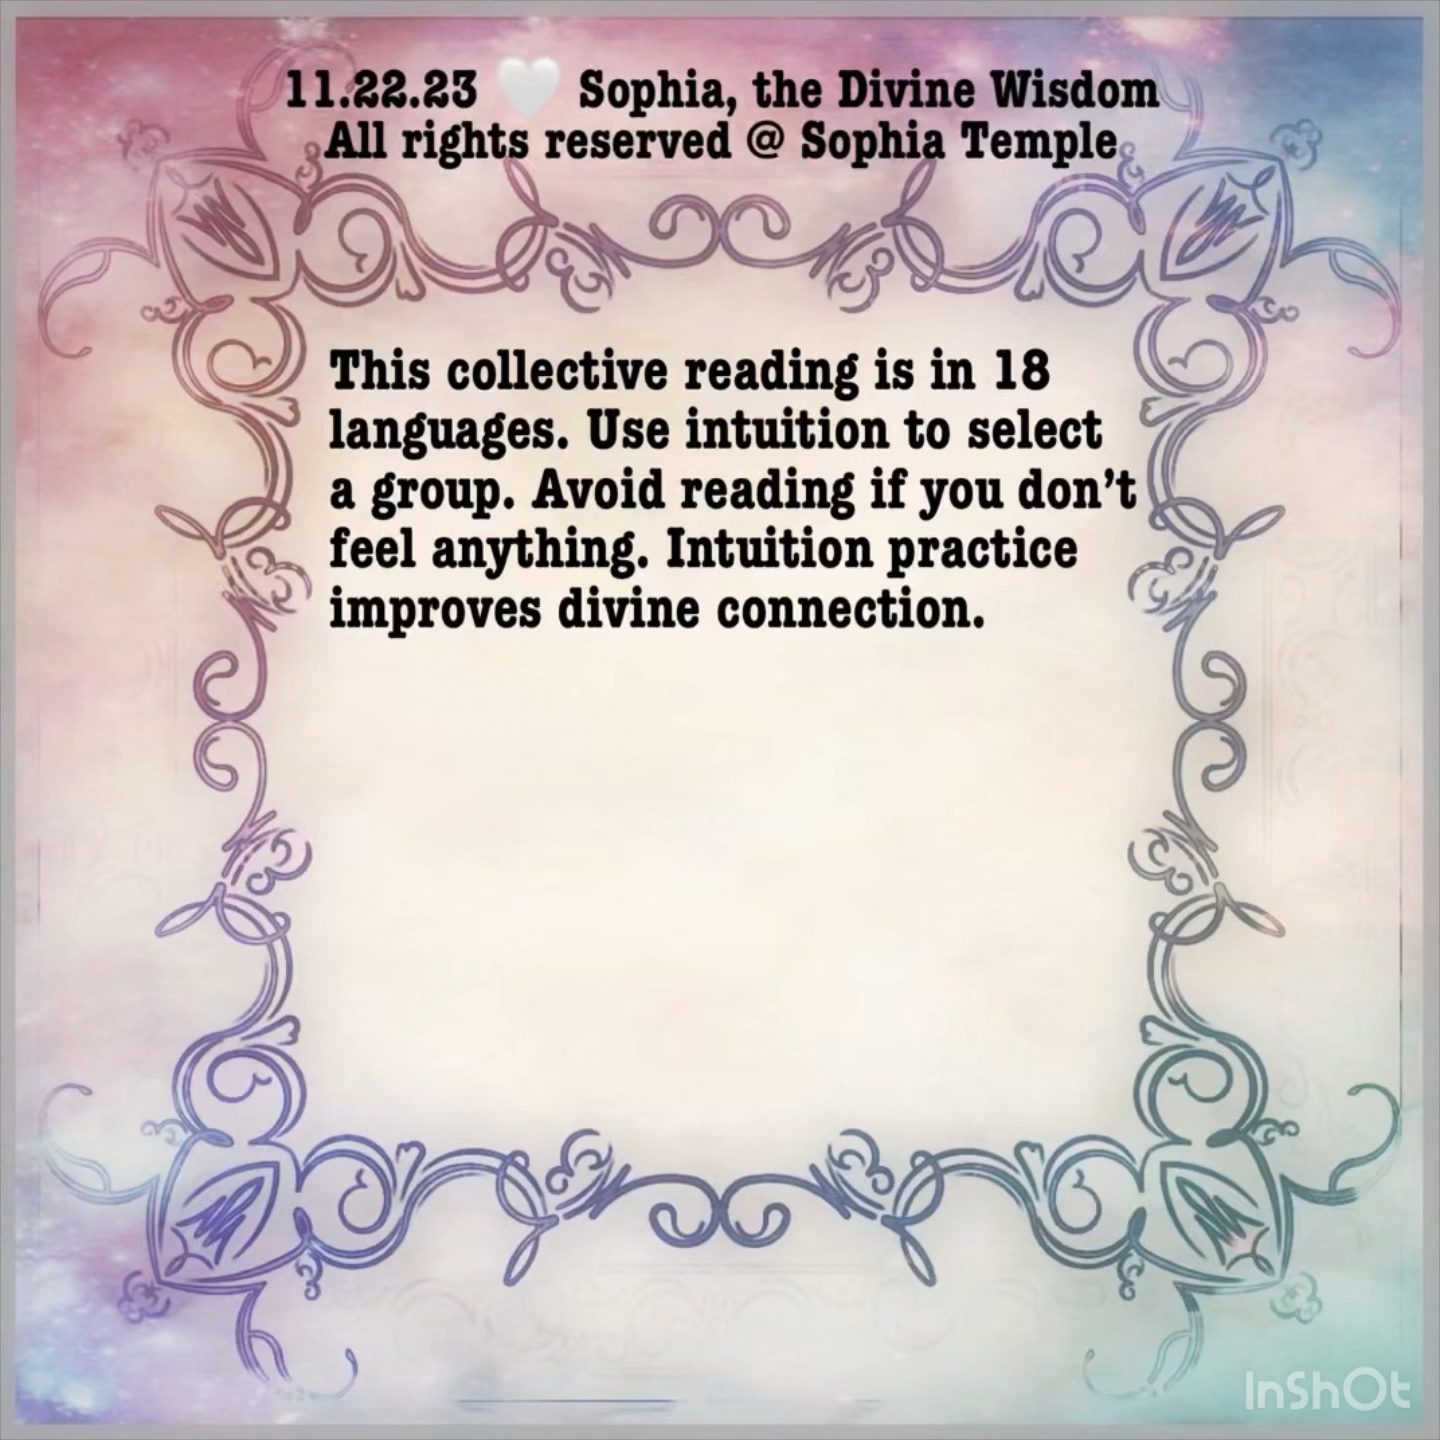 11.22.23 🤍 Sophia, the Divine Wisdom
All rights reserved @ Sophia Temple
This collective reading is in 18
languages. Use intuition to select
a group. Avoid reading if you don’t
feel anything. Intuition practice
improves divine connection.
InShOt